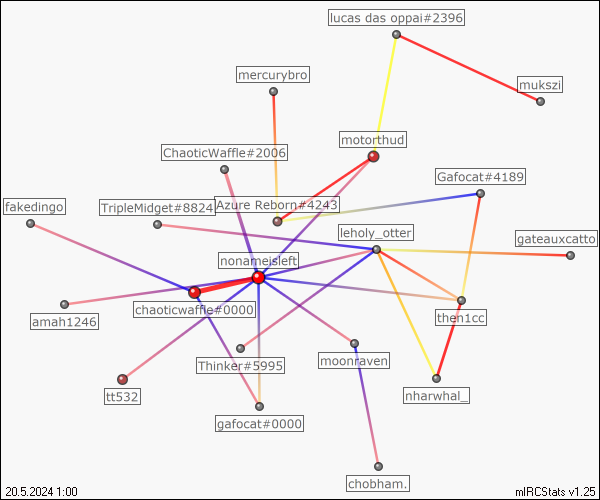 lucas das oppai#2396
mercurybro
mukszi
motorthud
ChaoticWaffle#2006
Gafocat#4189
fakedingo
TripleMidget#8824
Azure Reborn#4243
leholy_otter
gateauxcatto
nonameisleft
chaoticwaffle#0000
amah1246
then1cc
Thinker#5995
moonraven
tt532
nharwhal_
gafocat#0000
chobham.
20.5.2024 1:00
mIRCStats v1.25